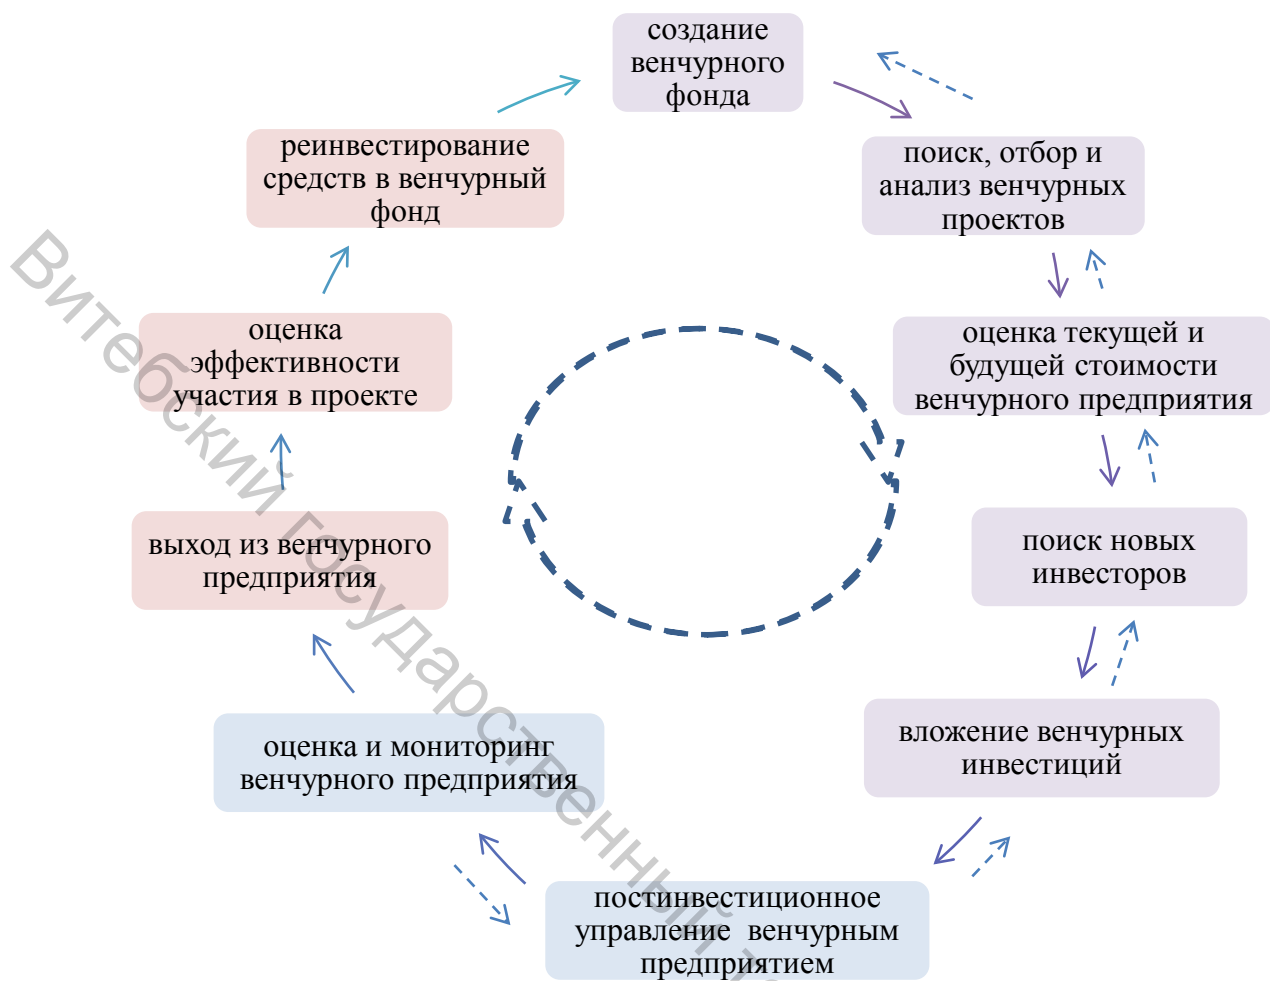 создание
венчурного
фонда
поиск, отбор и
анализ венчурных
проектов
оценка текущей и
будущей стоимости
венчурного предприятия
поиск новых
инвесторов
вложение венчурных
инвестиций
постинвестиционное
управление венчурным
предприятием
оценка и мониторинг
венчурного предприятия
выход из венчурного
предприятия
оценка
эффективности
участия в проекте
реинвестирование
средств в венчурный
фонд
Витебский государственный